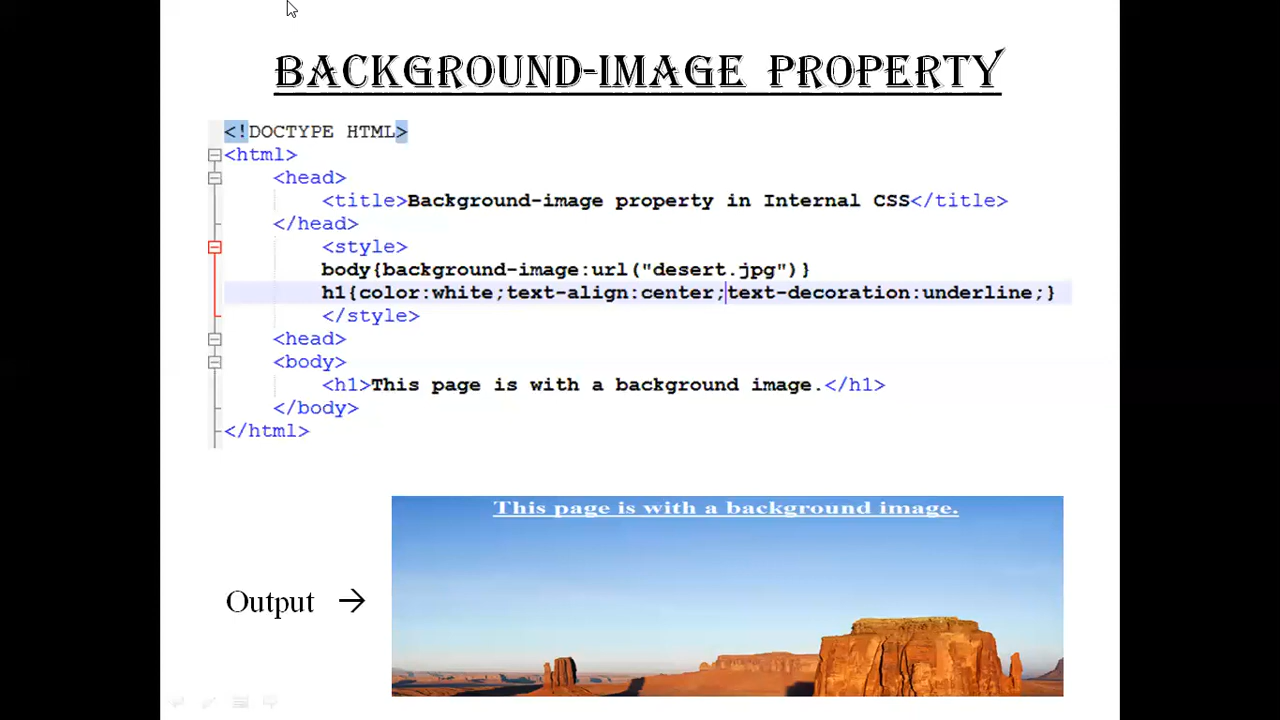 BACKGROUND-IMAGE PROPERTY
<!DOCTYPE HTML>
<html>
<head>
<title>Background-image property in Internal CSS</title>
</head>
<style>
body{background-image:url("desert.jpg")}
h1{color:white;text-align:center;text-decoration:underline;}
</style>
<head>
<body>
<h1>This page is with a background image.</h1>
</body>
</html>
This page is with a background image.
Output →